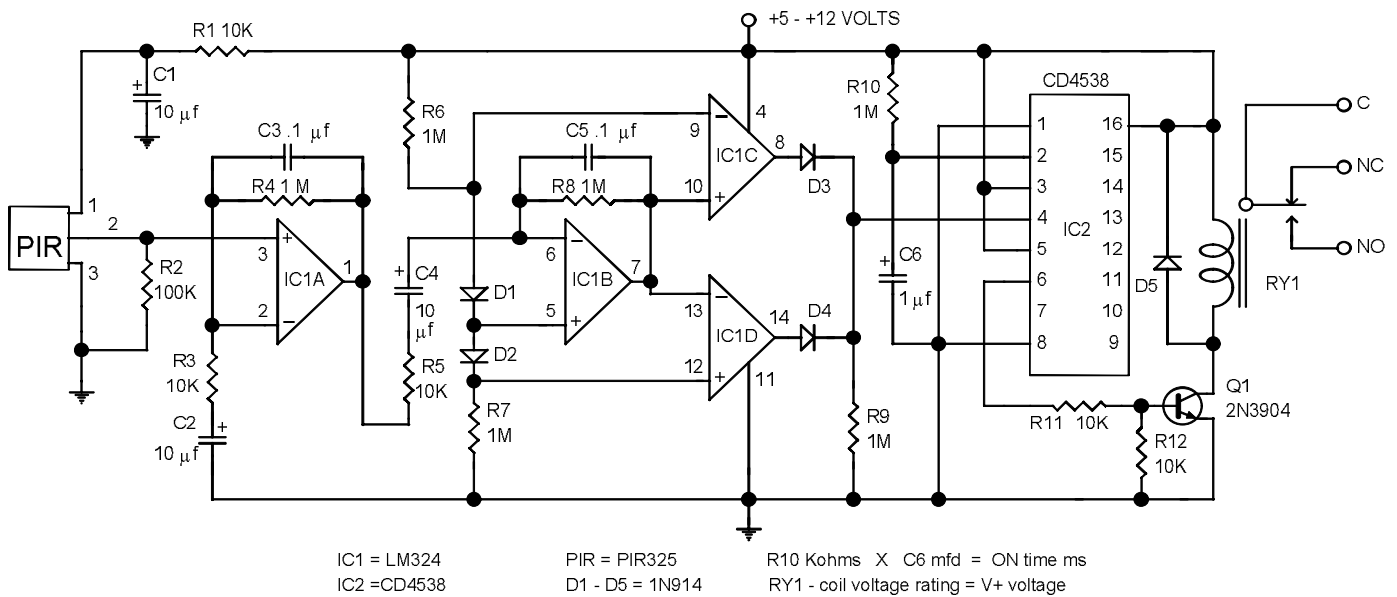 +5 - +12 VOLTS
R1 10K
C1
+
10 µf
PIR
1
2
3
R2
100K
C3 .1 µf
R4 1 M
3
+
IC1A
1
2
−
R3
10K
C2
+
10 µf
R6
1M
C4
+
10
µf
R5
10K
D1
D2
R7
1M
C5 .1 µf
R8 1M
6
−
IC1B
7
5
+
9
−
4
IC1C
8
10
+
D3
13
−
IC1D
14
12
+
11
D4
R9
1M
R10
1M
C6
+
1 µf
CD4538
1
16
2
15
3
14
4
13
IC2
5
12
6
11
7
10
8
9
D5
RY1
C
NC
NO
R11 10K
R12
10K
Q1
2N3904
IC1 = LM324 PIR = PIR325 R10 Kohms X C6 mfd = ON time ms
IC2 =CD4538 D1 - D5 = 1N914 RY1 - coil voltage rating = V+ voltage